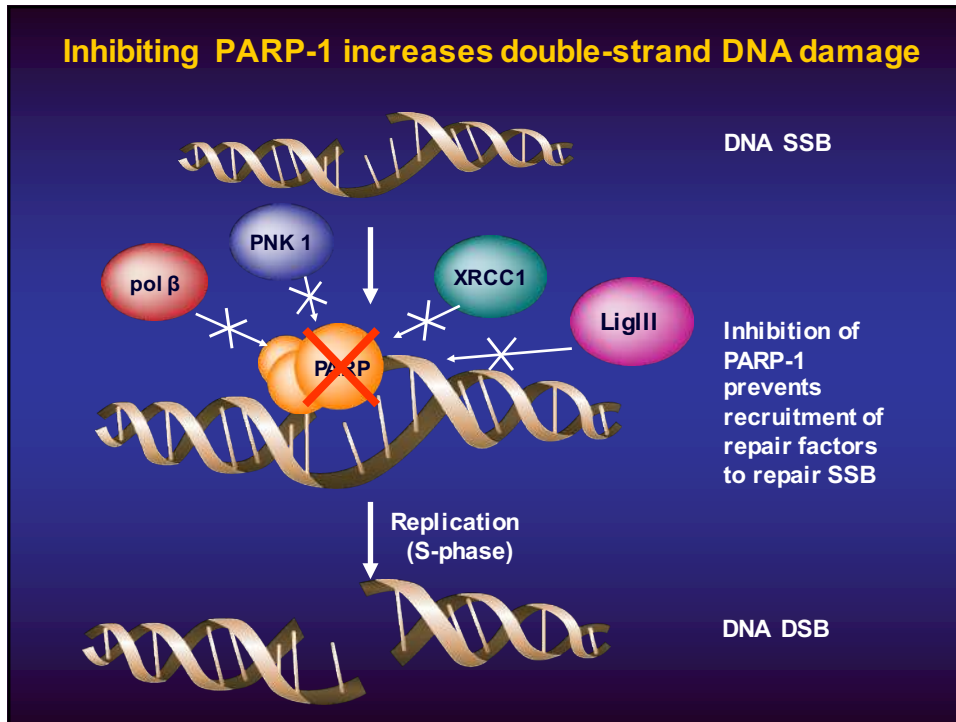 Inhibiting PARP-1 increases double-strand DNA damage
DNA SSB
PNK 1
pol β
XRCC1
LigIII
PARP
Inhibition of
PARP-1
prevents
recruitment of
repair factors
to repair SSB
Replication
(S-phase)
DNA DSB